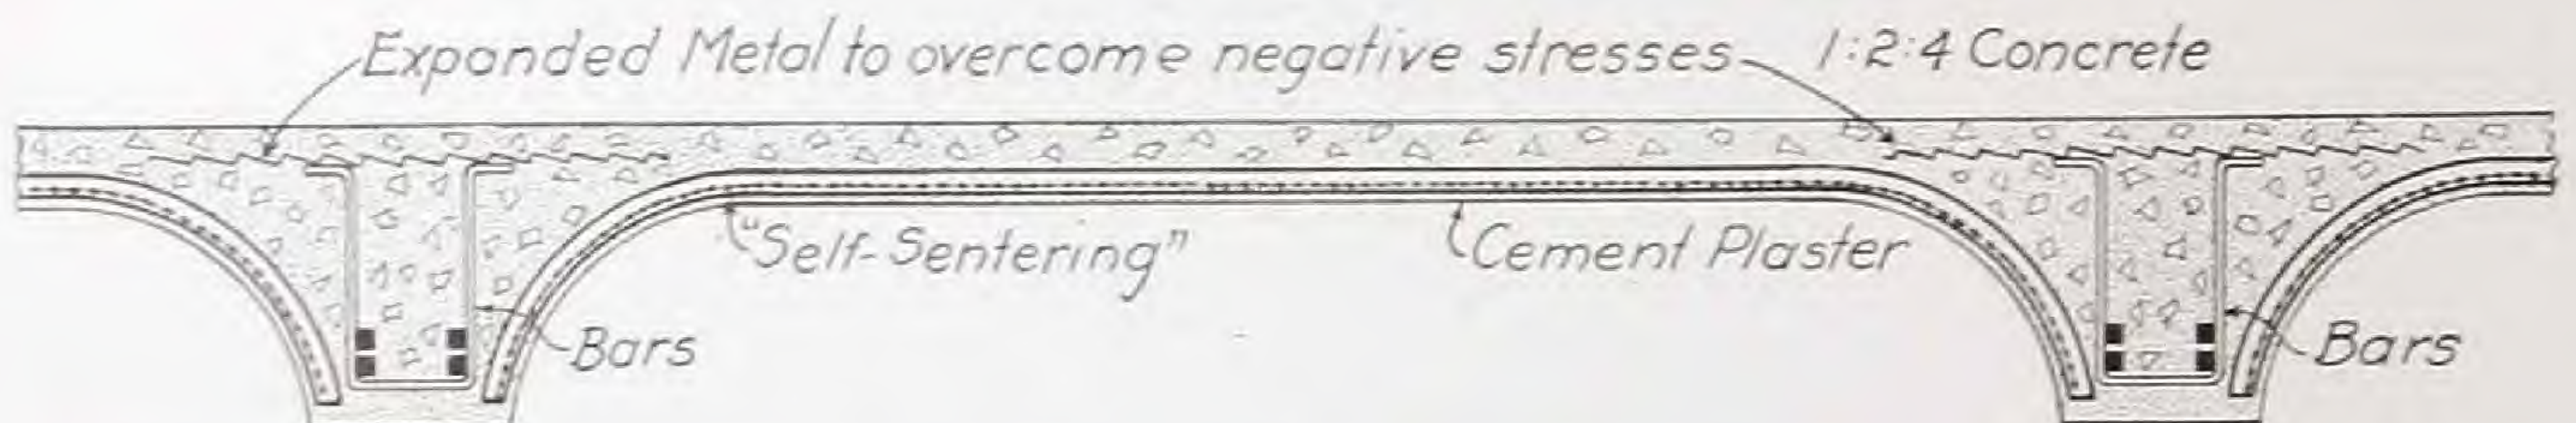 Expanded Metal to overcome negative stresses
1:2:4 Concrete
"Self-Sentering"
Cement Plaster
Bars
Bars